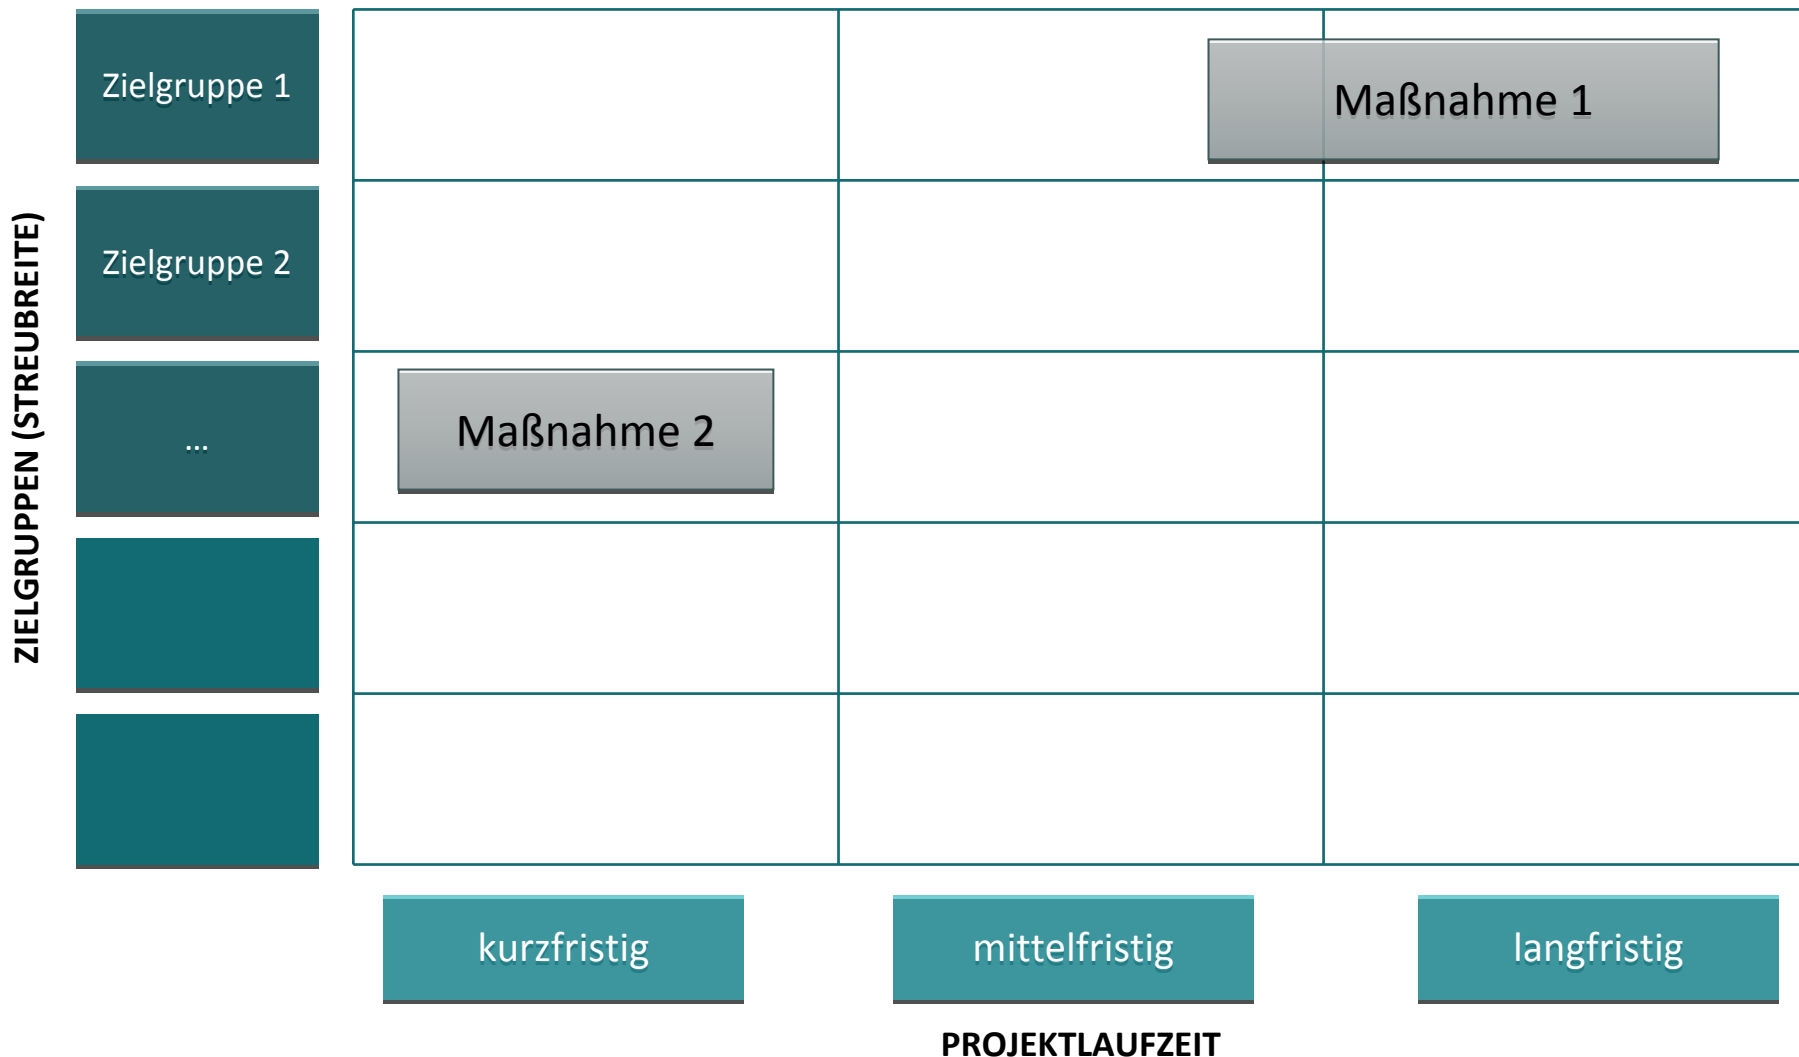 ZIELGRUPPEN (STREUBREITE)
Zielgruppe 1
Maßnahme 1
Zielgruppe 2
...
Maßnahme 2
kurzfristig
mittelfristig
langfristig
PROJEKTLAUFZEIT